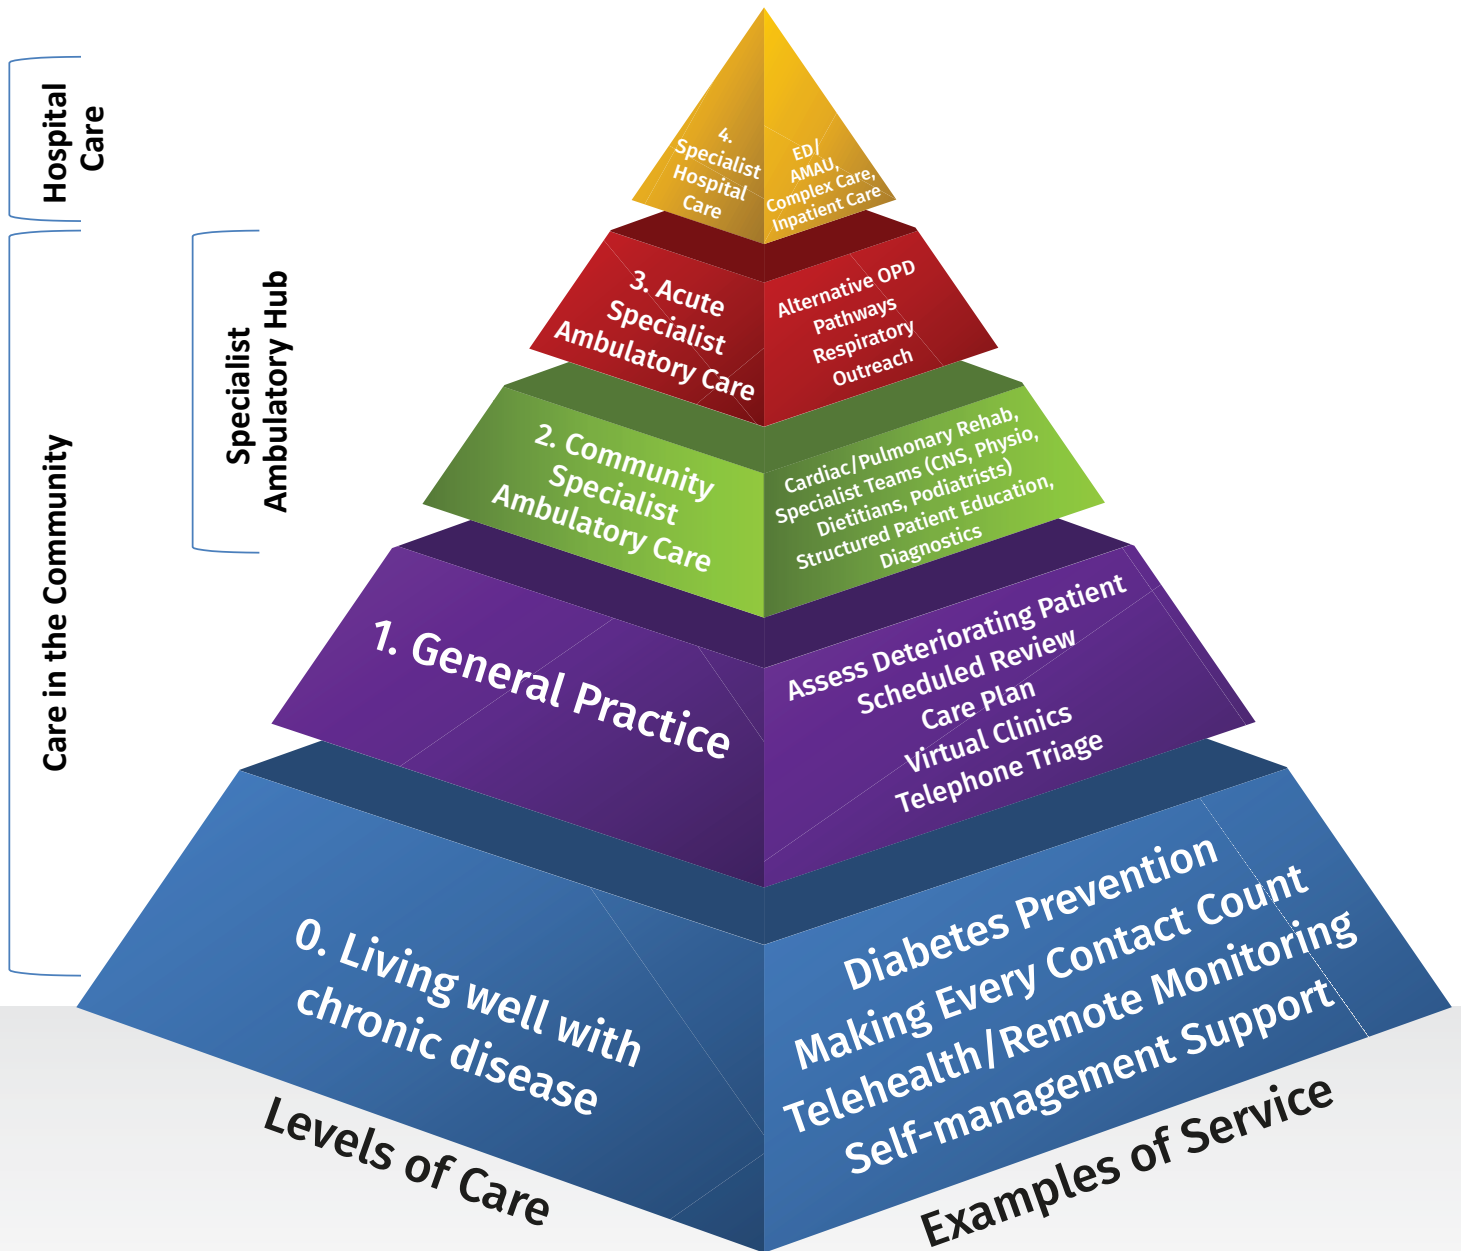 Hospital
Care
Specialist
Ambulatory Hub
Care in the Community
4.
Specialist
Hospital
Care
ED/
AMAU,
Complex Care,
Inpatient Care
3. Acute
Specialist
Ambulatory Care
Alternative OPD
Pathways
Respiratory
Outreach
2. Community
Specialist
Ambulatory Care
Cardiac/Pulmonary Rehab,
Specialist Teams (CNS, Physio,
Dietitians, Podiatrists)
Structured Patient Education,
Diagnostics
1. General Practice
Assess Deteriorating Patient
Scheduled Review
Care Plan
Virtual Clinics
Telephone Triage
0. Living well with
chronic disease
Diabetes Prevention
Making Every Contact Count
Telehealth/Remote Monitoring
Self-management Support
Levels of Care
Examples of Service